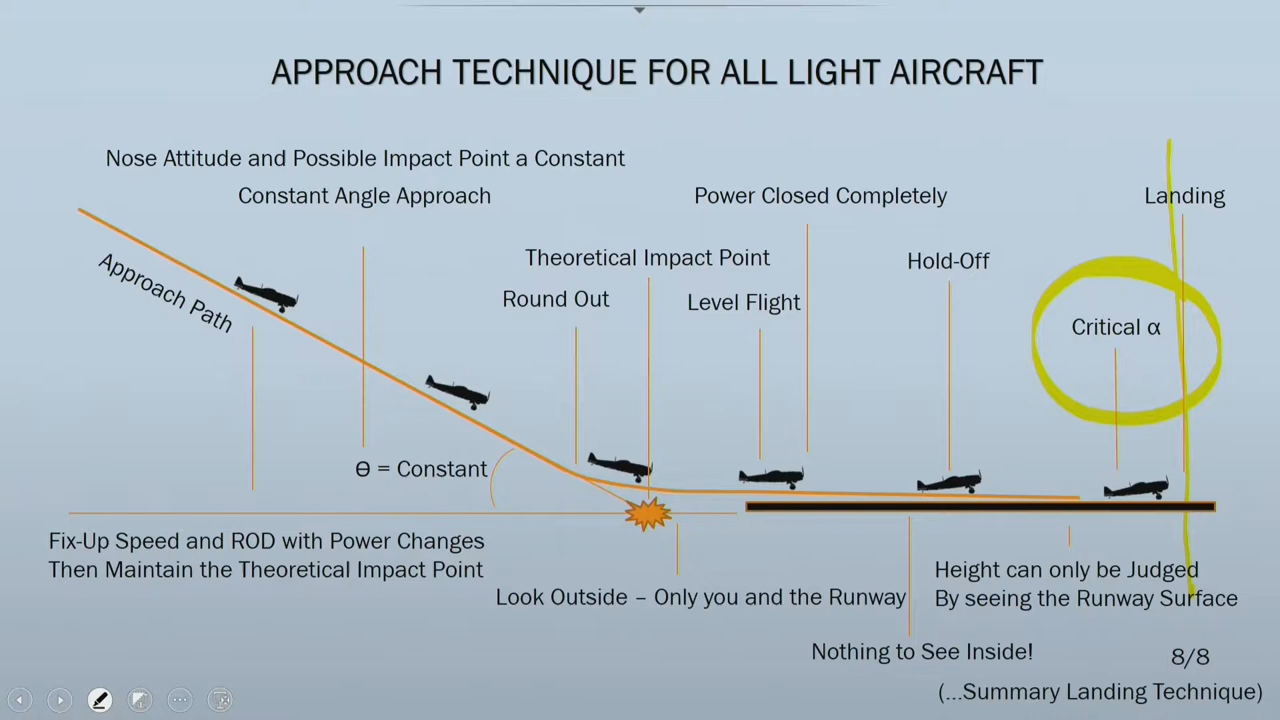 APPROACH TECHNIQUE FOR ALL LIGHT AIRCRAFT
Nose Attitude and Possible Impact Point a Constant
Constant Angle Approach
Power Closed Completely
Landing
Theoretical Impact Point
Hold-Off
Approach Path
Round Out
Level Flight
Critical α
Ɵ = Constant
Fix-Up Speed and ROD with Power Changes
Then Maintain the Theoretical Impact Point
Look Outside – Only you and the Runway
Height can only be Judged
By seeing the Runway Surface
Nothing to See Inside!
8/8
(...Summary Landing Technique)